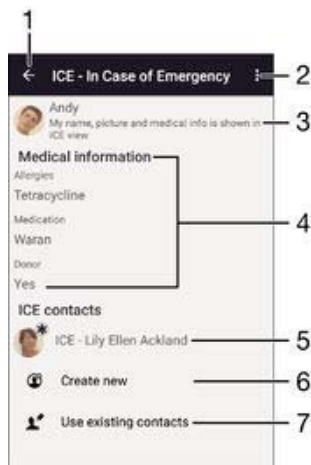 1
ICE - In Case of Emergency
2
Andy
My name, picture and medical info is shown in
ICE view
3
Medical information
Allergies
Tetracycline
Medication
Waran
4
Donor
Yes
ICE contacts
ICE - Lily Ellen Ackland
5
Create new
6
Use existing contacts
7